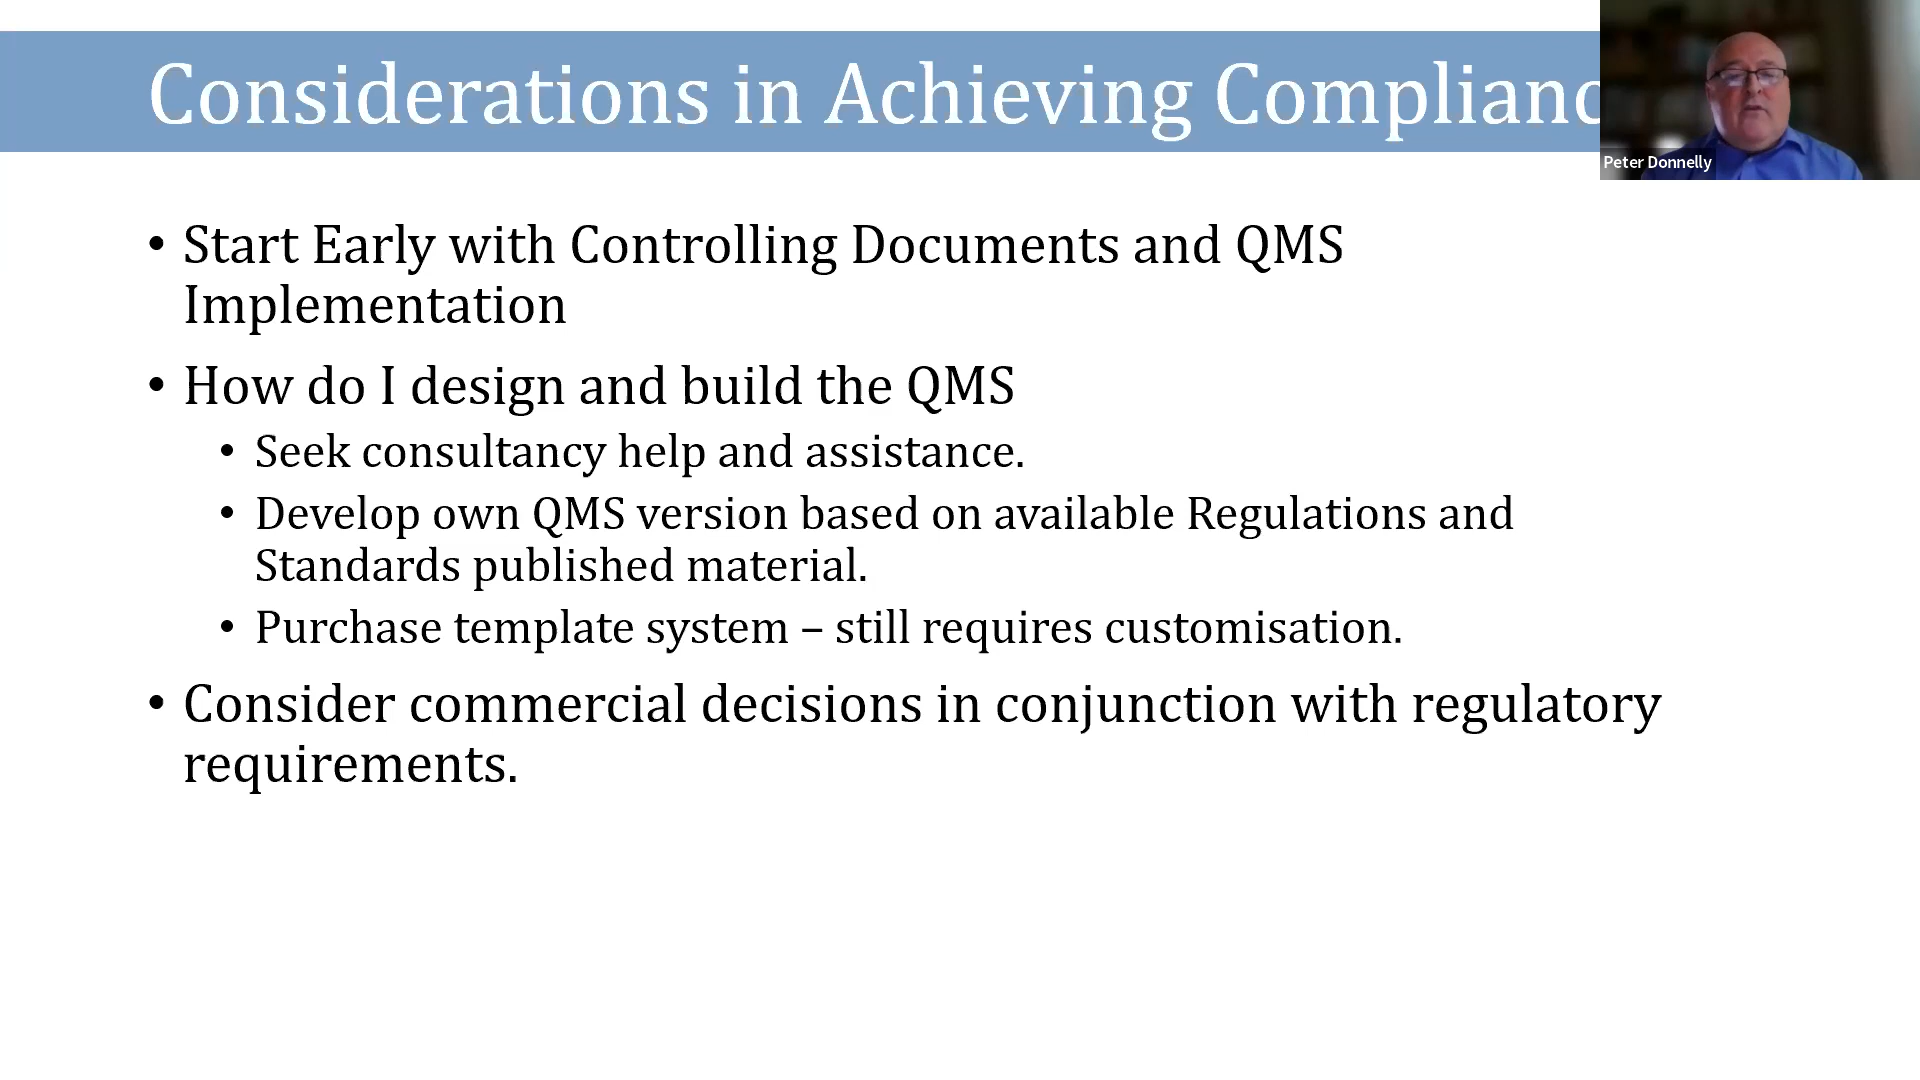 Considerations in Achieving Complianc
Peter Donnelly
• Start Early with Controlling Documents and QMS
Implementation
• How do I design and build the QMS
• Seek consultancy help and assistance.
• Develop own QMS version based on available Regulations and
Standards published material.
• Purchase template system – still requires customisation.
• Consider commercial decisions in conjunction with regulatory
requirements.